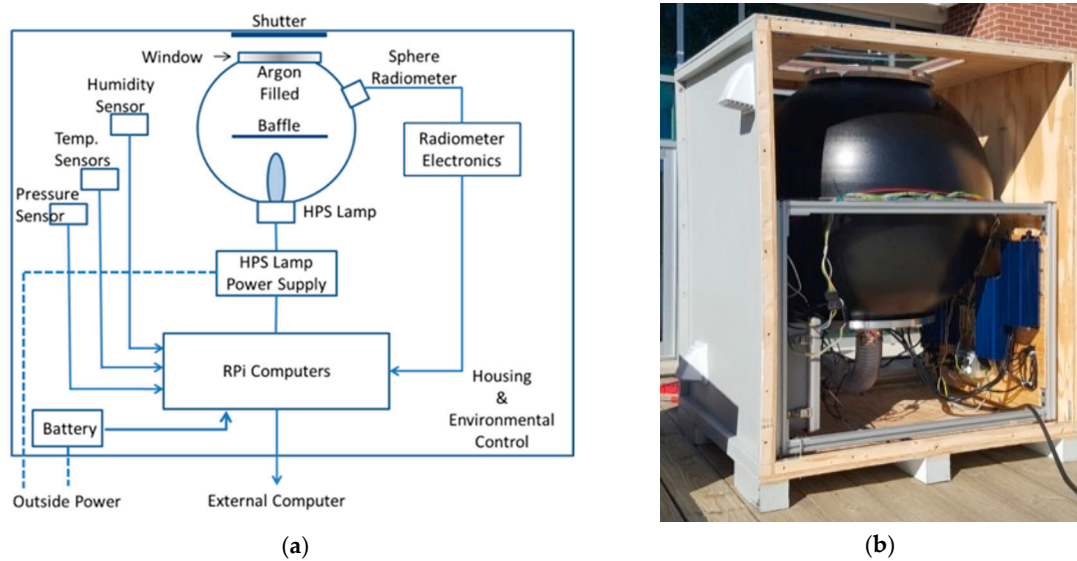 Shutter
Window
Argon
Filled
Sphere
Radiometer
Humidity
Sensor
Baffle
Temp.
Sensors
Radiometer
Electronics
Pressure
Sensor
HPS Lamp
HPS Lamp
Power Supply
RPi Computers
Housing
&
Environmental
Control
Battery
Outside Power
External Computer
(a)
(b)